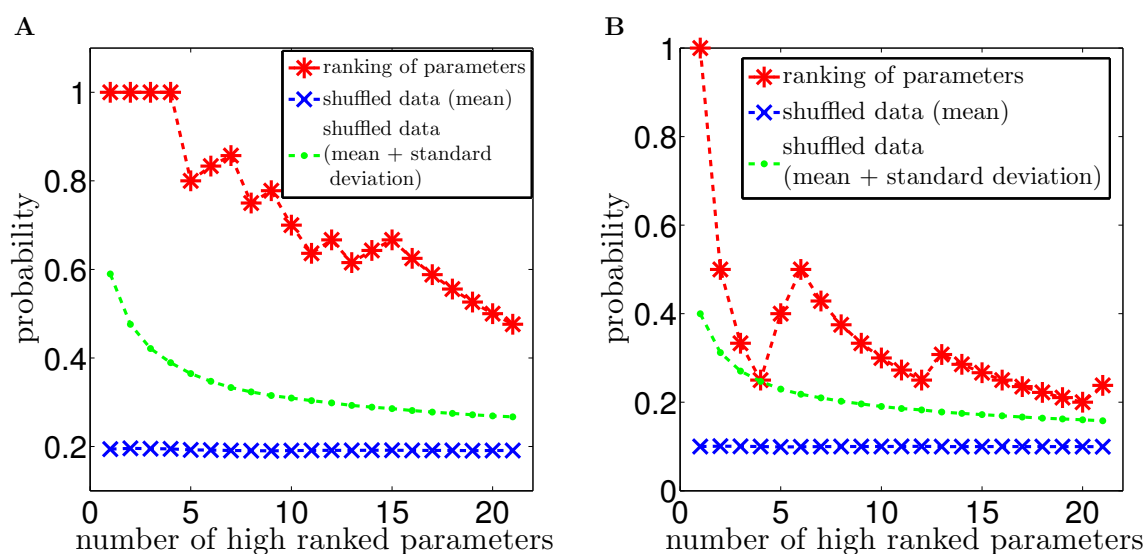 A
probability
1
0.8
0.6
0.4
0.2
0
5
10
15
20
number of high ranked parameters
ranking of parameters
shuffled data (mean)
shuffled data
(mean + standard
deviation)
B
probability
1
0.8
0.6
0.4
0.2
0
0
5
10
15
20
number of high ranked parameters
ranking of parameters
shuffled data (mean)
shuffled data
(mean + standard deviation)